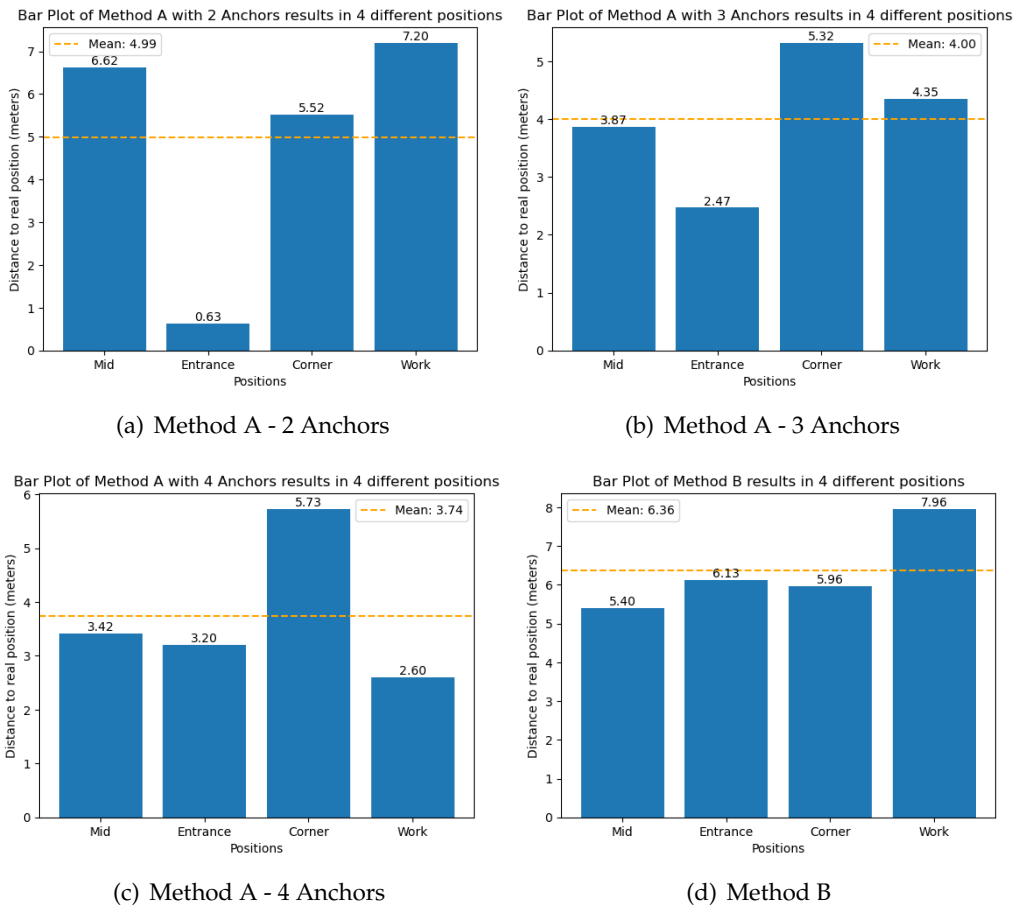 Bar Plot of Method A with 2 Anchors results in 4 different positions
Mean: 4.99
7
6
5
4
3
2
1
0
Distance to real position (meters)
6.62
0.63
5.52
7.20
Mid Entrance Corner Work
Positions
(a) Method A - 2 Anchors
Bar Plot of Method A with 3 Anchors results in 4 different positions
Mean: 4.00
5
4
3
2
1
0
Distance to real position (meters)
3.87
2.47
5.32
4.35
Mid Entrance Corner Work
Positions
(b) Method A - 3 Anchors
Bar Plot of Method A with 4 Anchors results in 4 different positions
Mean: 3.74
6
5
4
3
2
1
0
Distance to real position (meters)
3.42
3.20
5.73
2.60
Mid Entrance Corner Work
Positions
(c) Method A - 4 Anchors
Bar Plot of Method B results in 4 different positions
Mean: 6.36
8
7
6
5
4
3
2
1
0
Distance to real position (meters)
5.40
6.13
5.96
7.96
Mid Entrance Corner Work
Positions
(d) Method B